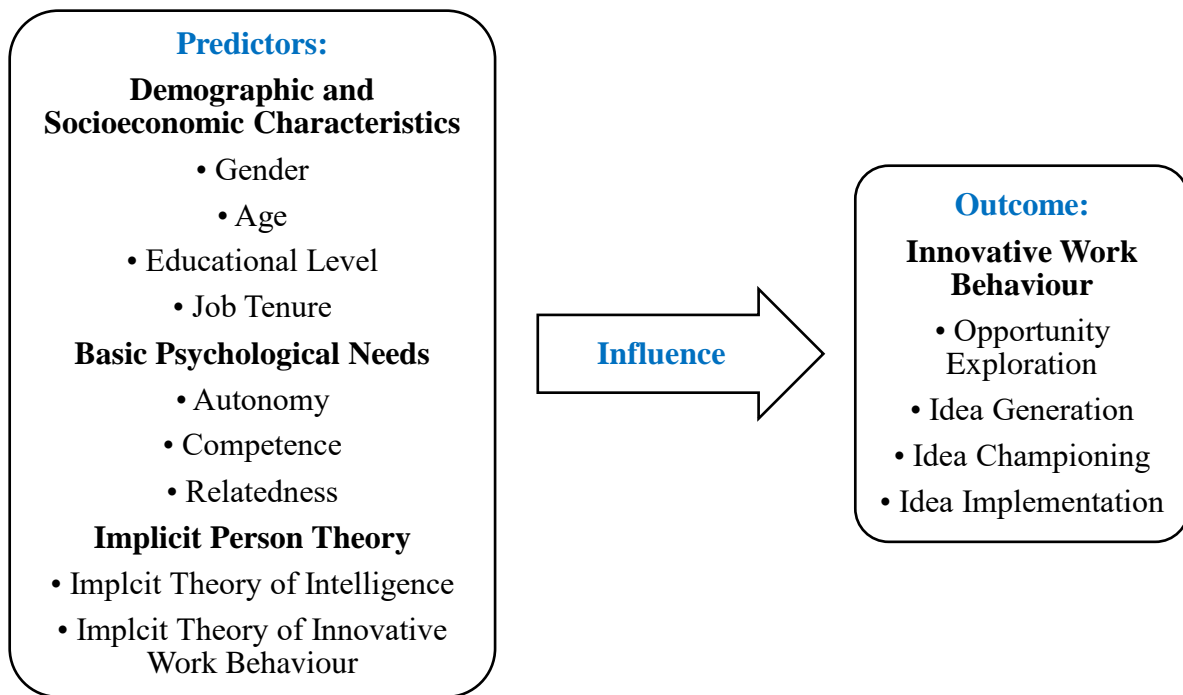 Predictors:
Demographic and
Socioeconomic Characteristics
• Gender
• Age
• Educational Level
• Job Tenure
Basic Psychological Needs
• Autonomy
• Competence
• Relatedness
Implicit Person Theory
• Implcit Theory of Intelligence
• Implcit Theory of Innovative
Work Behaviour
Influence
Outcome:
Innovative Work
Behaviour
• Opportunity
Exploration
• Idea Generation
• Idea Championing
• Idea Implementation